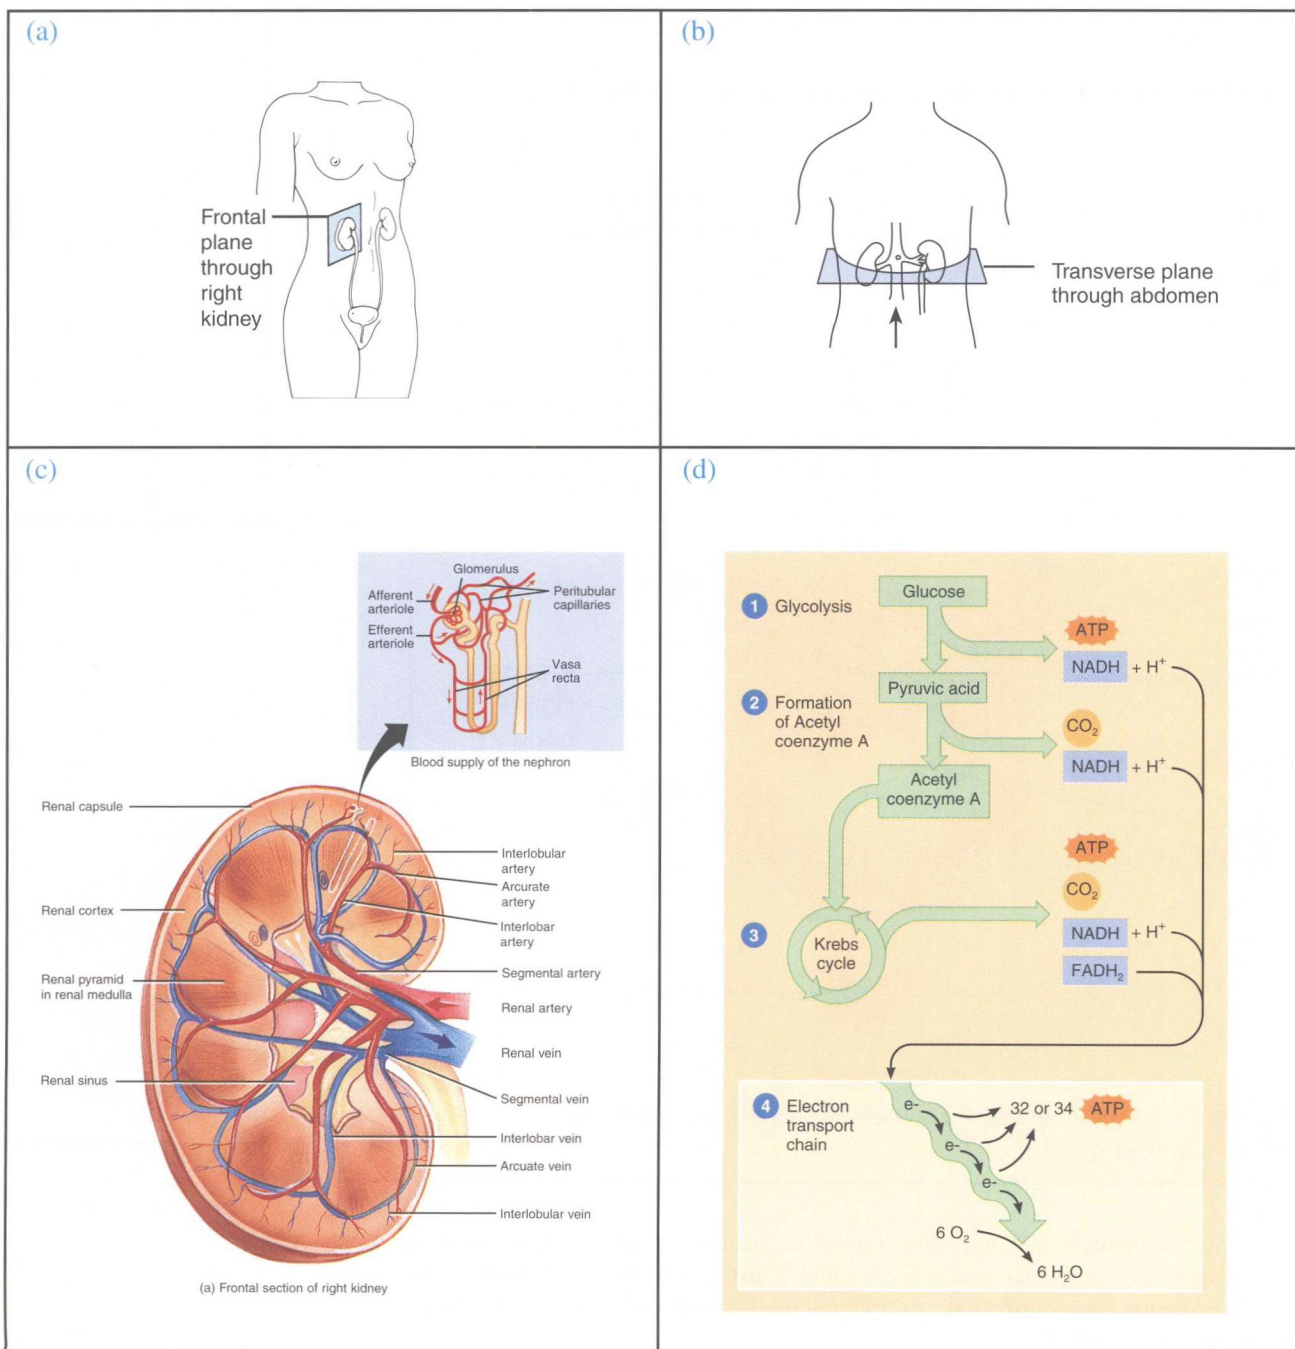 (a)
Frontal
plane
through
right
kidney
(b)
Transverse plane
through abdomen
(c)
Glomerulus
Afferent
arteriole
Peritubular
capillaries
Efferent
arteriole
Vasa
recta
Blood supply of the nephron
Renal capsule
Interlobular
artery
Arcurate
artery
Renal cortex
Interlobar
artery
Renal pyramid
in renal medulla
Segmental artery
Renal artery
Renal vein
Renal sinus
Segmental vein
Interlobar vein
Arcuate vein
Interlobular vein
(a) Frontal section of right kidney
(d)
1 Glycolysis
Glucose
ATP
NADH + H⁺
Pyruvic acid
2 Formation
of Acetyl
coenzyme A
CO₂
NADH + H⁺
Acetyl
coenzyme A
ATP
CO₂
3
Krebs
cycle
NADH + H⁺
FADH₂
4 Electron
transport
chain
e-
32 or 34 ATP
e-
e-
6 O₂
6 H₂O